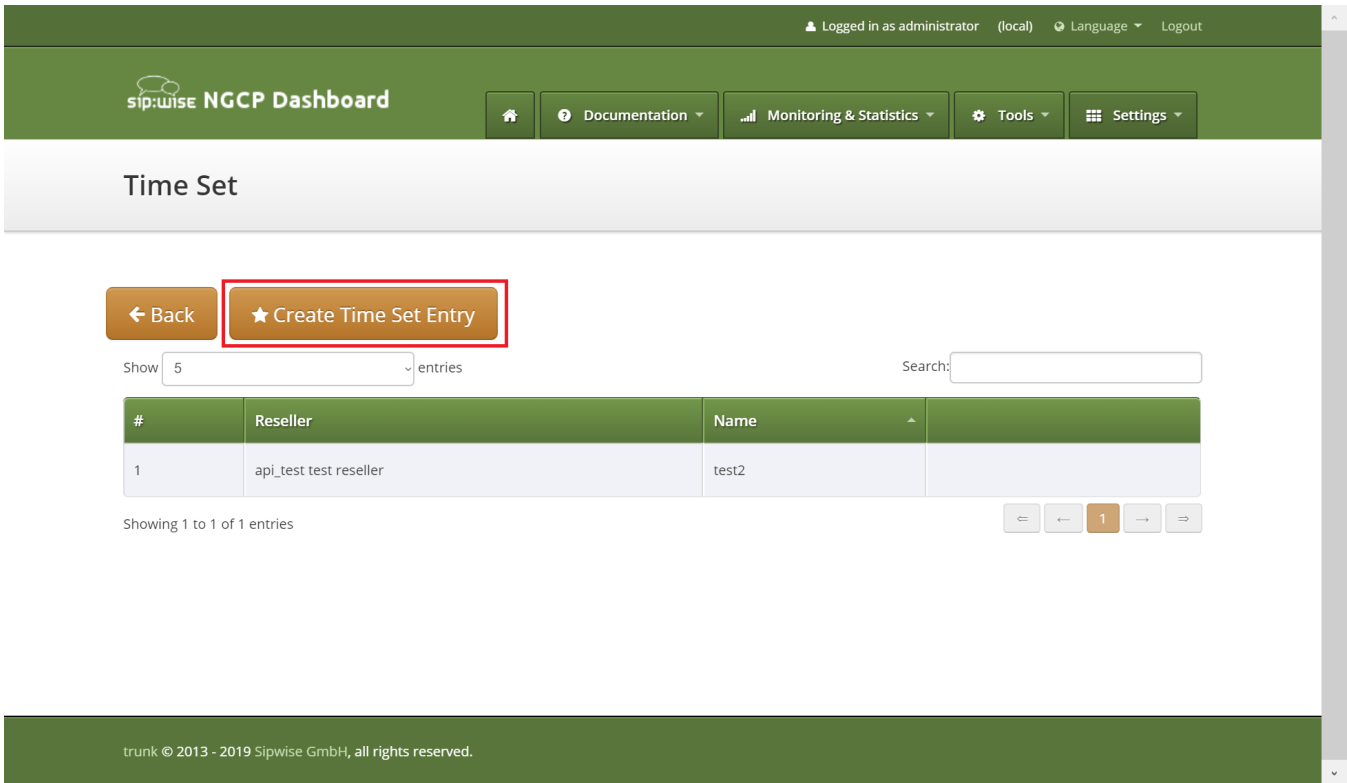 Logged in as administrator (local) Language Logout
sip:wise NGCP Dashboard
Documentation Monitoring & Statistics Tools Settings
Time Set
Back Create Time Set Entry
Show 5 entries Search:
# Reseller Name
1 api_test test reseller test2
Showing 1 to 1 of 1 entries ⇐ ← 1 → ⇒
trunk © 2013 - 2019 Sipwise GmbH, all rights reserved.